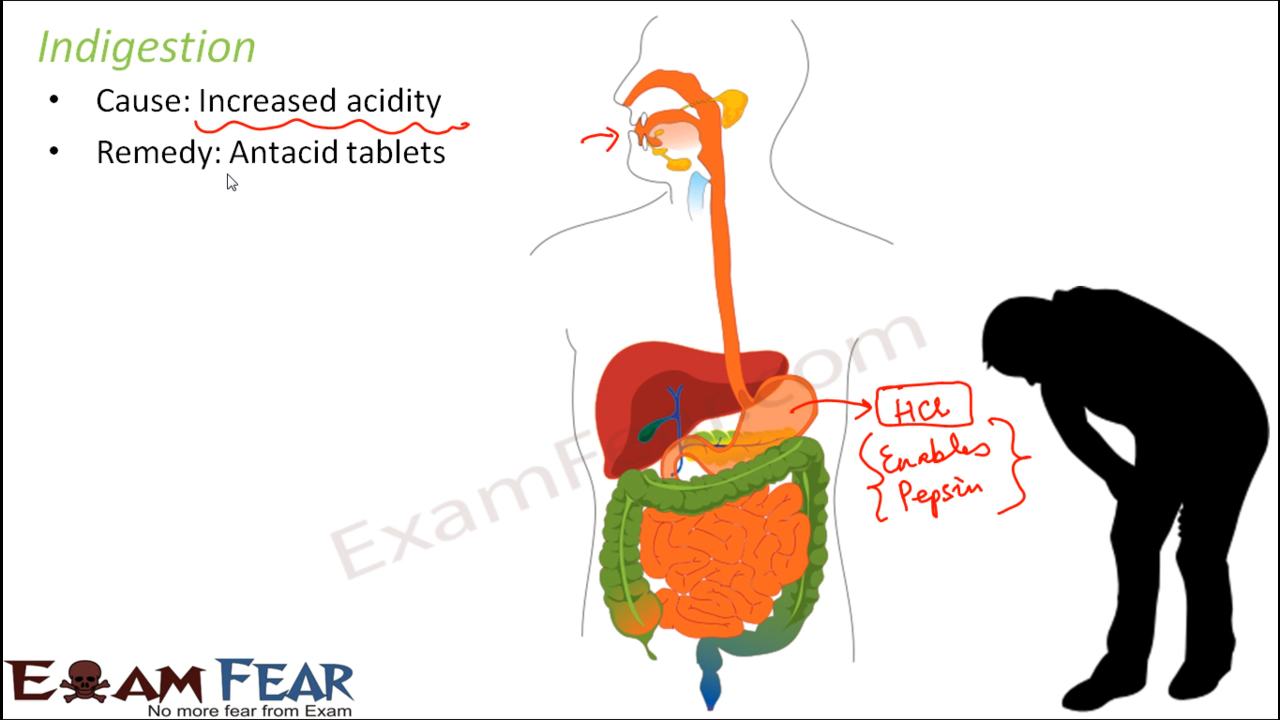 Indigestion
• Cause: Increased acidity
• Remedy: Antacid tablets
HCl
Enables
Pepsin
ExamFear.com
EXAM FEAR
No more fear from Exam